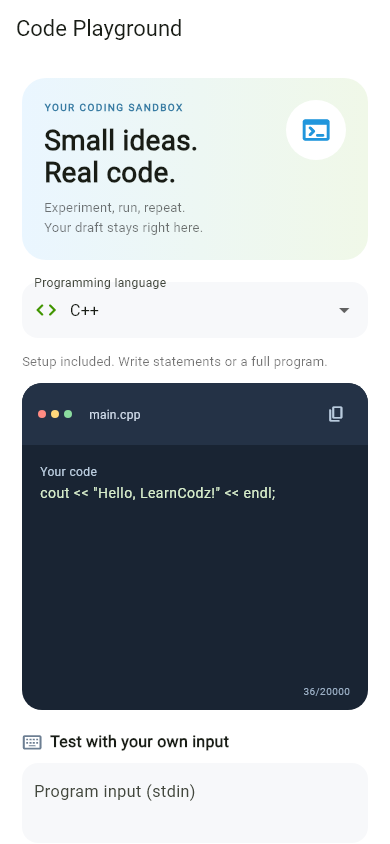 Code Playground
YOUR CODING SANDBOX
Small ideas.
Real code.
Experiment, run, repeat.
Your draft stays right here.
Programming language
C++
Setup included. Write statements or a full program.
main.cpp
Your code
cout << "Hello, LearnCodz!" << endl;
36/20000
Test with your own input
Program input (stdin)